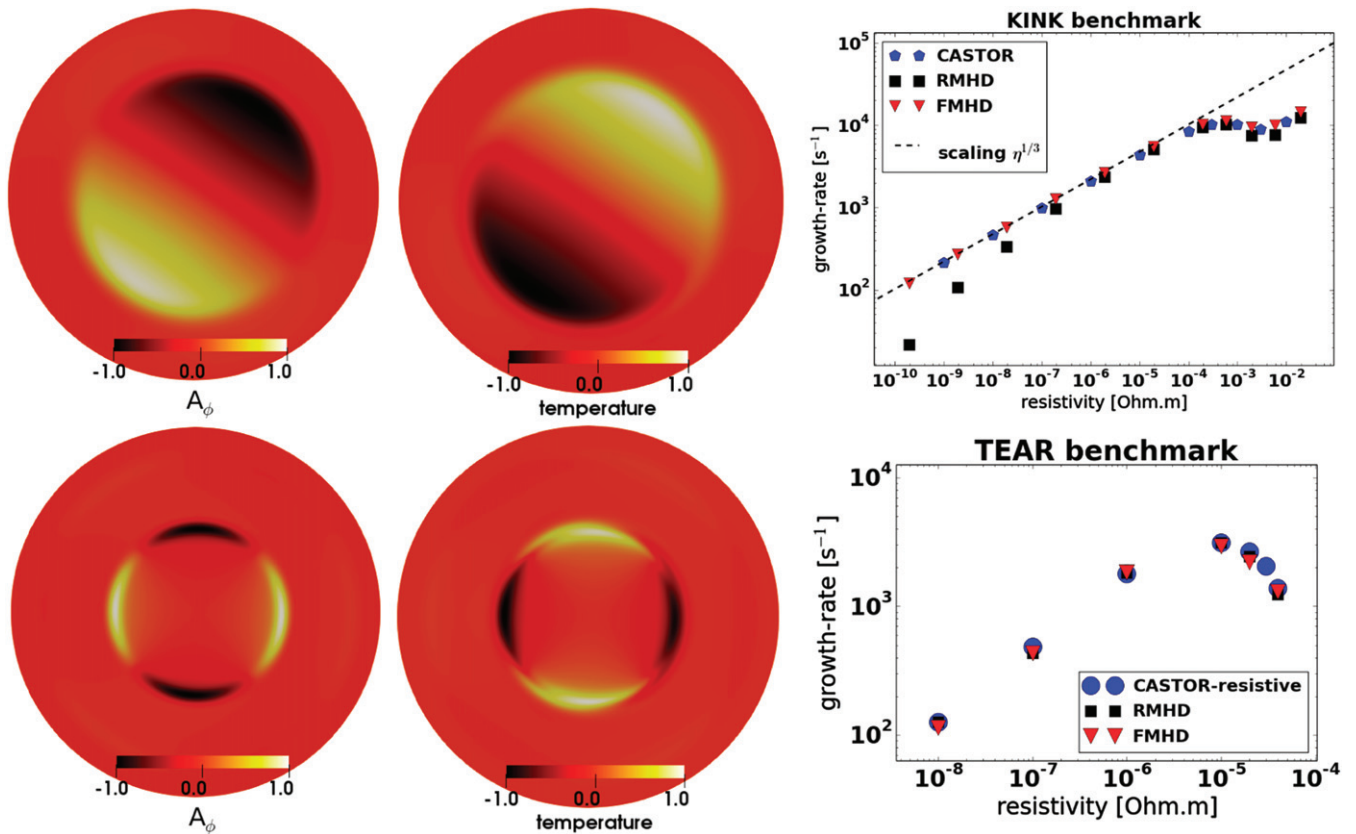 -1.0 0.0 1.0
A_ϕ
-1.0 0.0 1.0
temperature
KINK benchmark
10^5
10^4
10^3
10^2
growth-rate [s^-1]
CASTOR
RMHD
FMHD
scaling η^1/3
10^-10 10^-9 10^-8 10^-7 10^-6 10^-5 10^-4 10^-3 10^-2
resistivity [Ohm.m]
-1.0 0.0 1.0
A_ϕ
-1.0 0.0 1.0
temperature
TEAR benchmark
10^4
10^3
10^2
growth-rate [s^-1]
CASTOR-resistive
RMHD
FMHD
10^-8 10^-7 10^-6 10^-5 10^-4
resistivity [Ohm.m]